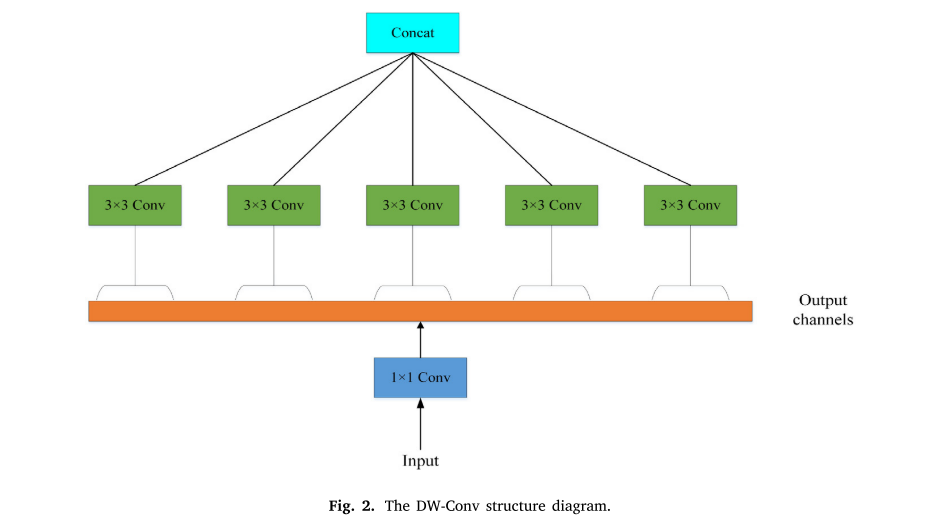 Concat
3×3 Conv
3×3 Conv
3×3 Conv
3×3 Conv
3×3 Conv
Output
channels
1×1 Conv
Input
Fig. 2. The DW-Conv structure diagram.